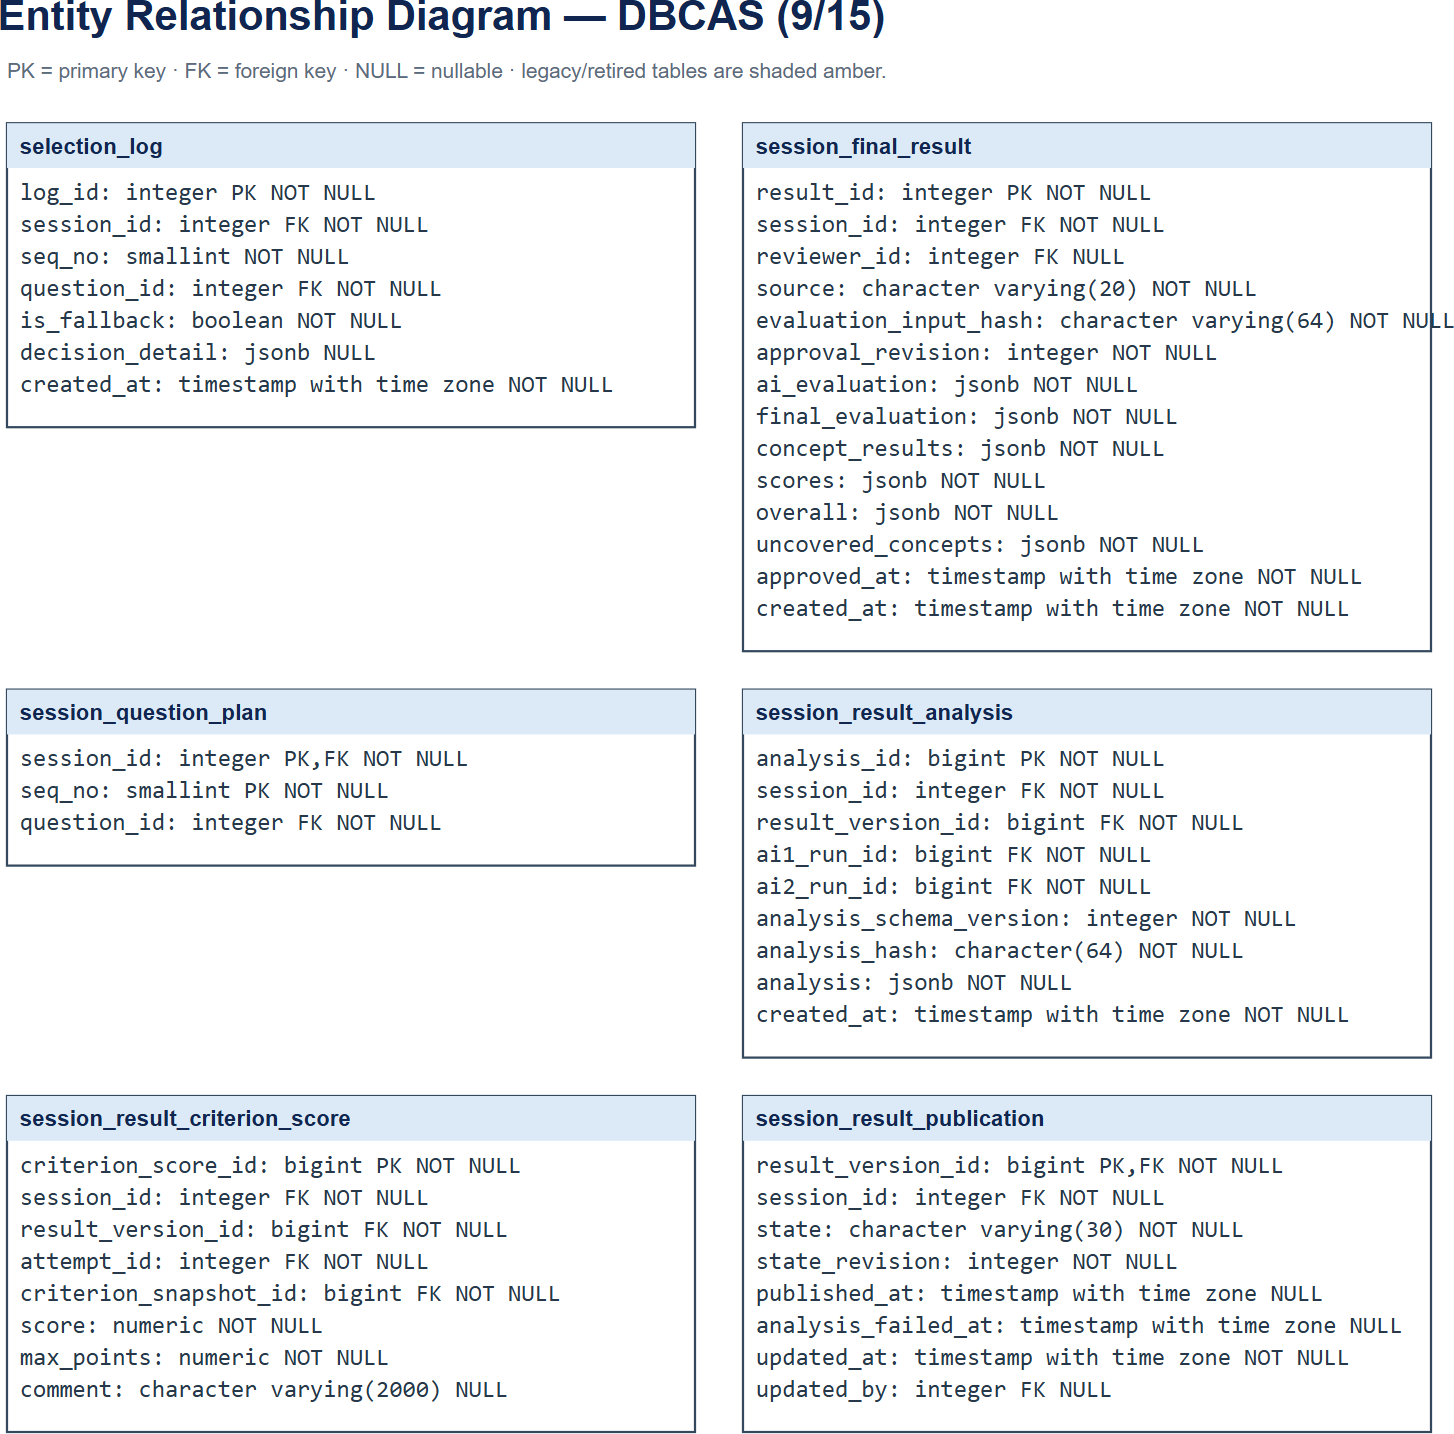 Entity Relationship Diagram — DBCAS (9/15)
PK = primary key · FK = foreign key · NULL = nullable · legacy/retired tables are shaded amber.
selection_log
log_id: integer PK NOT NULL
session_id: integer FK NOT NULL
seq_no: smallint NOT NULL
question_id: integer FK NOT NULL
is_fallback: boolean NOT NULL
decision_detail: jsonb NULL
created_at: timestamp with time zone NOT NULL
session_final_result
result_id: integer PK NOT NULL
session_id: integer FK NOT NULL
reviewer_id: integer FK NULL
source: character varying(20) NOT NULL
evaluation_input_hash: character varying(64) NOT NULL
approval_revision: integer NOT NULL
ai_evaluation: jsonb NOT NULL
final_evaluation: jsonb NOT NULL
concept_results: jsonb NOT NULL
scores: jsonb NOT NULL
overall: jsonb NOT NULL
uncovered_concepts: jsonb NOT NULL
approved_at: timestamp with time zone NOT NULL
created_at: timestamp with time zone NOT NULL
session_question_plan
session_id: integer PK,FK NOT NULL
seq_no: smallint PK NOT NULL
question_id: integer FK NOT NULL
session_result_analysis
analysis_id: bigint PK NOT NULL
session_id: integer FK NOT NULL
result_version_id: bigint FK NOT NULL
ai1_run_id: bigint FK NOT NULL
ai2_run_id: bigint FK NOT NULL
analysis_schema_version: integer NOT NULL
analysis_hash: character(64) NOT NULL
analysis: jsonb NOT NULL
created_at: timestamp with time zone NOT NULL
session_result_criterion_score
criterion_score_id: bigint PK NOT NULL
session_id: integer FK NOT NULL
result_version_id: bigint FK NOT NULL
attempt_id: integer FK NOT NULL
criterion_snapshot_id: bigint FK NOT NULL
score: numeric NOT NULL
max_points: numeric NOT NULL
comment: character varying(2000) NULL
session_result_publication
result_version_id: bigint PK,FK NOT NULL
session_id: integer FK NOT NULL
state: character varying(30) NOT NULL
state_revision: integer NOT NULL
published_at: timestamp with time zone NULL
analysis_failed_at: timestamp with time zone NULL
updated_at: timestamp with time zone NOT NULL
updated_by: integer FK NULL